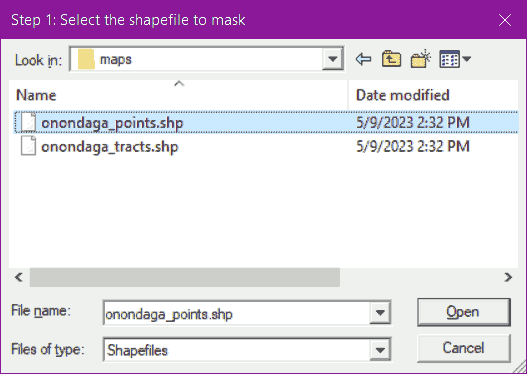 Step 1: Select the shapefile to mask
Look in: maps
Name Date modified
onondaga_points.shp 5/9/2023 2:32 PM
onondaga_tracts.shp 5/9/2023 2:32 PM
File name: onondaga_points.shp Open
Files of type: Shapefiles Cancel